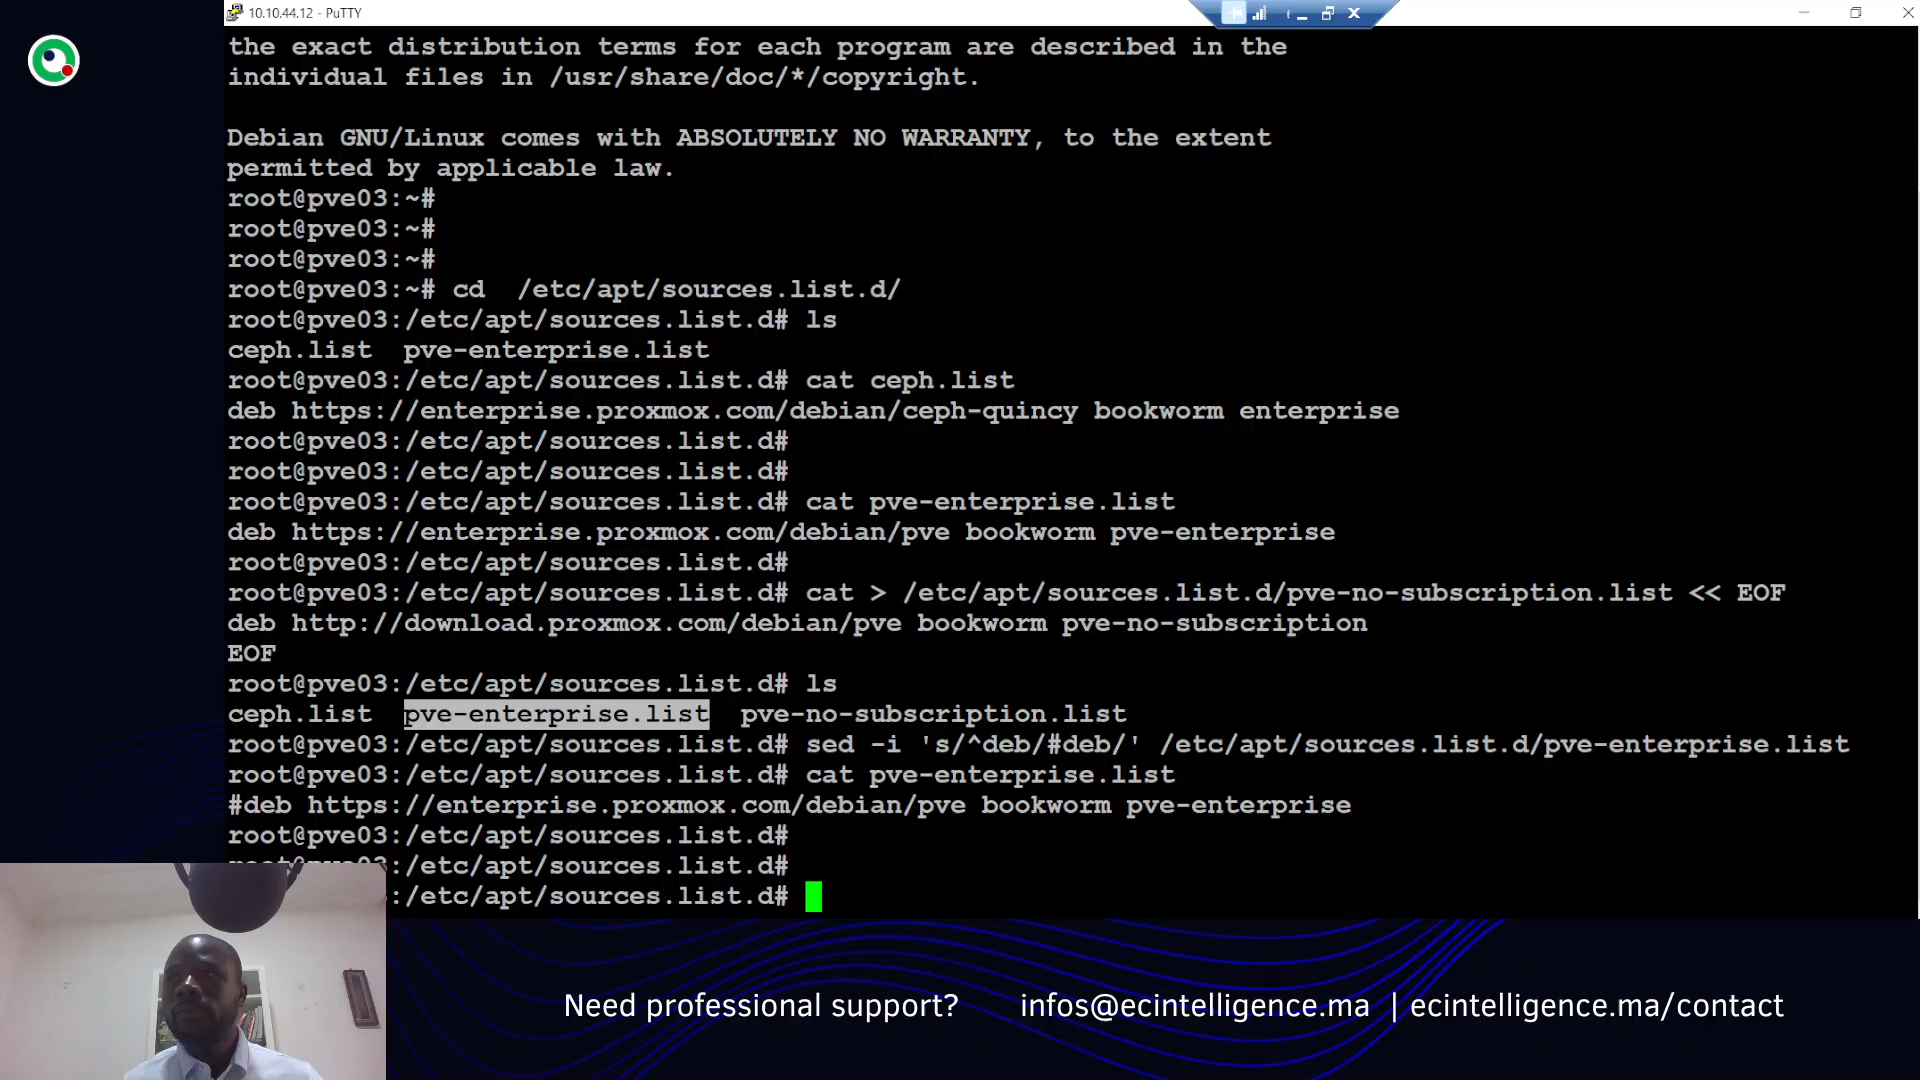 10.10.44.12 - PuTTY
the exact distribution terms for each program are described in the
individual files in /usr/share/doc/*/copyright.
Debian GNU/Linux comes with ABSOLUTELY NO WARRANTY, to the extent
permitted by applicable law.
root@pve03:~#
root@pve03:~#
root@pve03:~#
root@pve03:~# cd  /etc/apt/sources.list.d/
root@pve03:/etc/apt/sources.list.d# ls
ceph.list  pve-enterprise.list
root@pve03:/etc/apt/sources.list.d# cat ceph.list
deb https://enterprise.proxmox.com/debian/ceph-quincy bookworm enterprise
root@pve03:/etc/apt/sources.list.d#
root@pve03:/etc/apt/sources.list.d#
root@pve03:/etc/apt/sources.list.d# cat pve-enterprise.list
deb https://enterprise.proxmox.com/debian/pve bookworm pve-enterprise
root@pve03:/etc/apt/sources.list.d#
root@pve03:/etc/apt/sources.list.d# cat > /etc/apt/sources.list.d/pve-no-subscription.list << EOF
deb http://download.proxmox.com/debian/pve bookworm pve-no-subscription
EOF
root@pve03:/etc/apt/sources.list.d# ls
ceph.list  pve-enterprise.list  pve-no-subscription.list
root@pve03:/etc/apt/sources.list.d# sed -i 's/^deb/#deb/' /etc/apt/sources.list.d/pve-enterprise.list
root@pve03:/etc/apt/sources.list.d# cat pve-enterprise.list
#deb https://enterprise.proxmox.com/debian/pve bookworm pve-enterprise
root@pve03:/etc/apt/sources.list.d#
root@pve03:/etc/apt/sources.list.d#
:/etc/apt/sources.list.d#
Need professional support? infos@ecintelligence.ma | ecintelligence.ma/contact